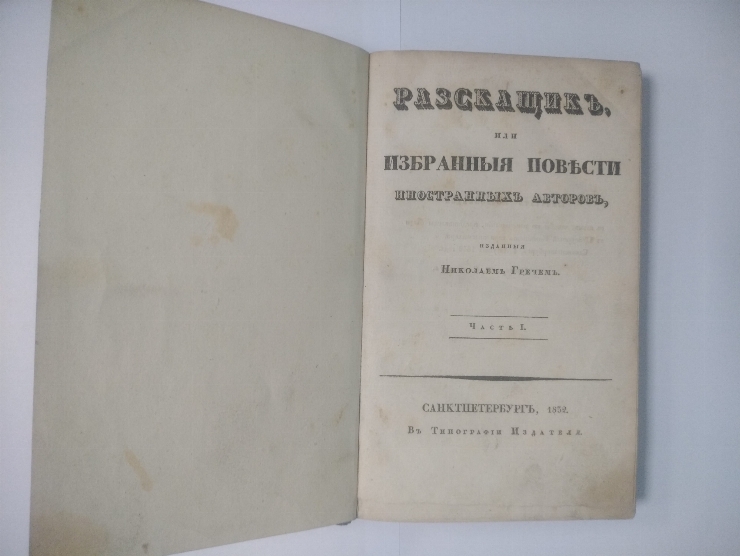 РАЗСКАЩИКЪ,
ИЛИ
ИЗБРАННЫЯ ПОВѢСТИ
ИНОСТРАННЫХЪ АВТОРОВЪ,
ИЗДАННЫЯ
НИКОЛАЕМЪ ГРЕЧЕМЪ.
ЧАСТЬ I.
САНКТПЕТЕРБУРГЪ, 1832.
ВЪ ТИПОГРАФІИ ИЗДАТЕЛЯ.